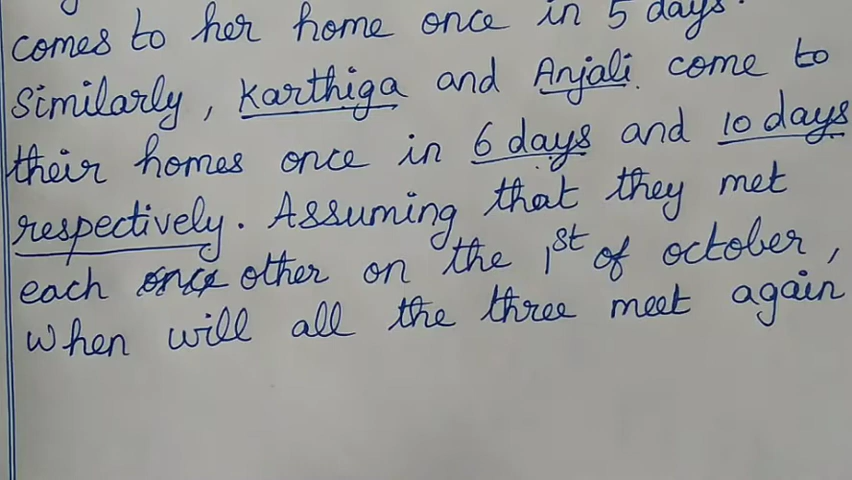 comes to her home once in 5 days.
Similarly, Karthiga and Anjali come to
their homes once in 6 days and 10 days
respectively. Assuming that they met
each once other on the 1st of october,
When will all the three meet again